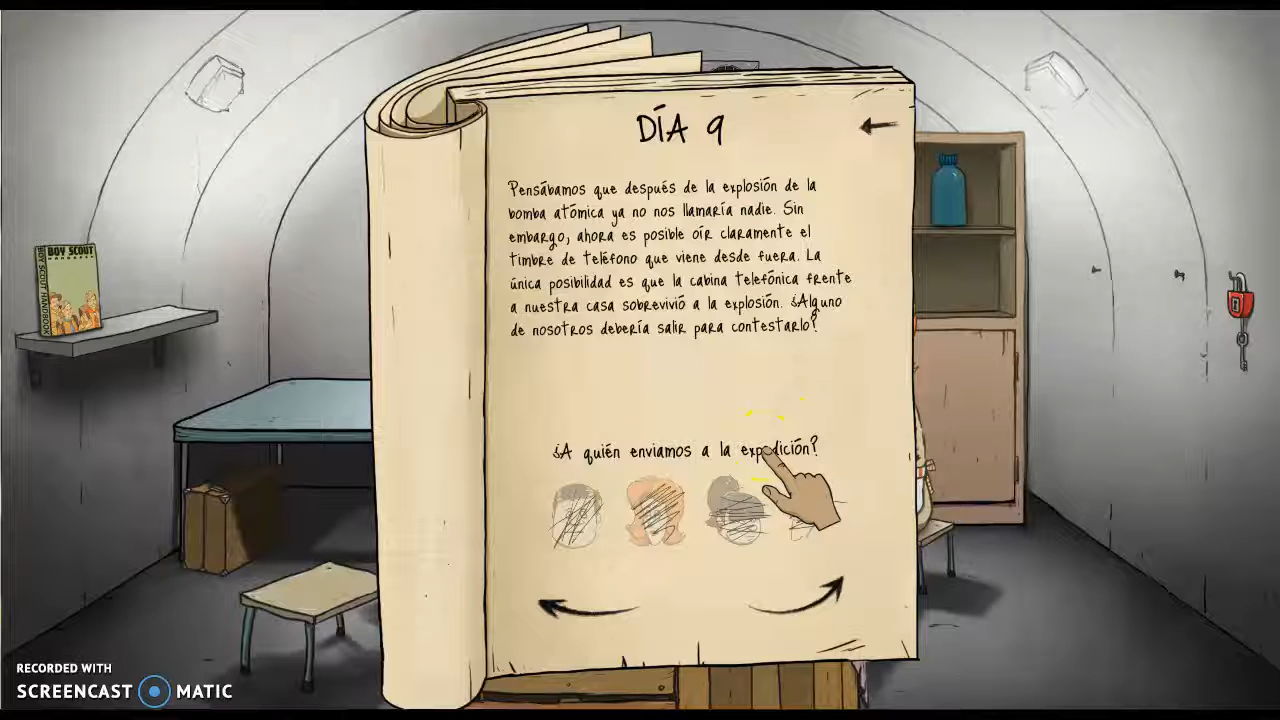 BOY SCOUT
BOY SCOUT HANDBOOK
DÍA 9
Pensábamos que después de la explosión de la
bomba atómica ya no nos llamaría nadie. Sin
embargo, ahora es posible oír claramente el
timbre de teléfono que viene desde fuera. La
única posibilidad es que la cabina telefónica frente
a nuestra casa sobrevivió a la explosión. ¿Alguno
de nosotros debería salir para contestarlo?
¿A quién enviamos a la expedición?
RECORDED WITH
SCREENCAST MATIC